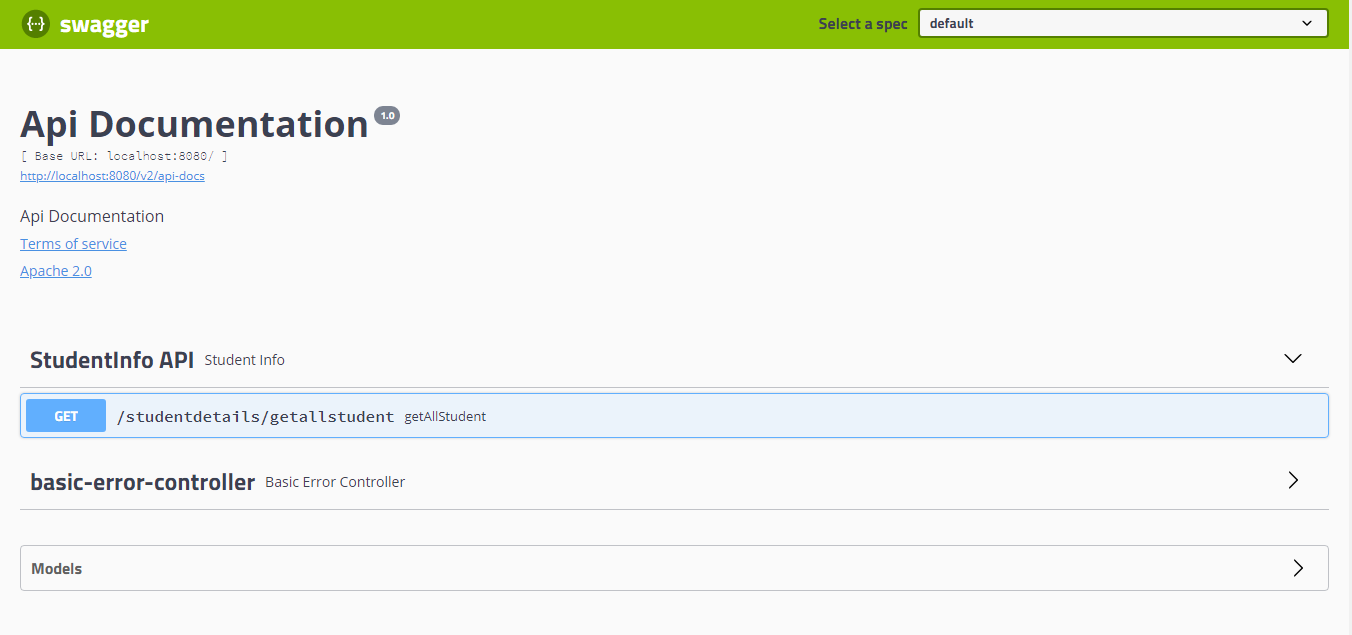 {···} swagger Select a spec default
Api Documentation 1.0
[ Base URL: localhost:8080/ ]
http://localhost:8080/v2/api-docs
Api Documentation
Terms of service
Apache 2.0
StudentInfo API Student Info
GET /studentdetails/getallstudent getAllStudent
basic-error-controller Basic Error Controller
Models